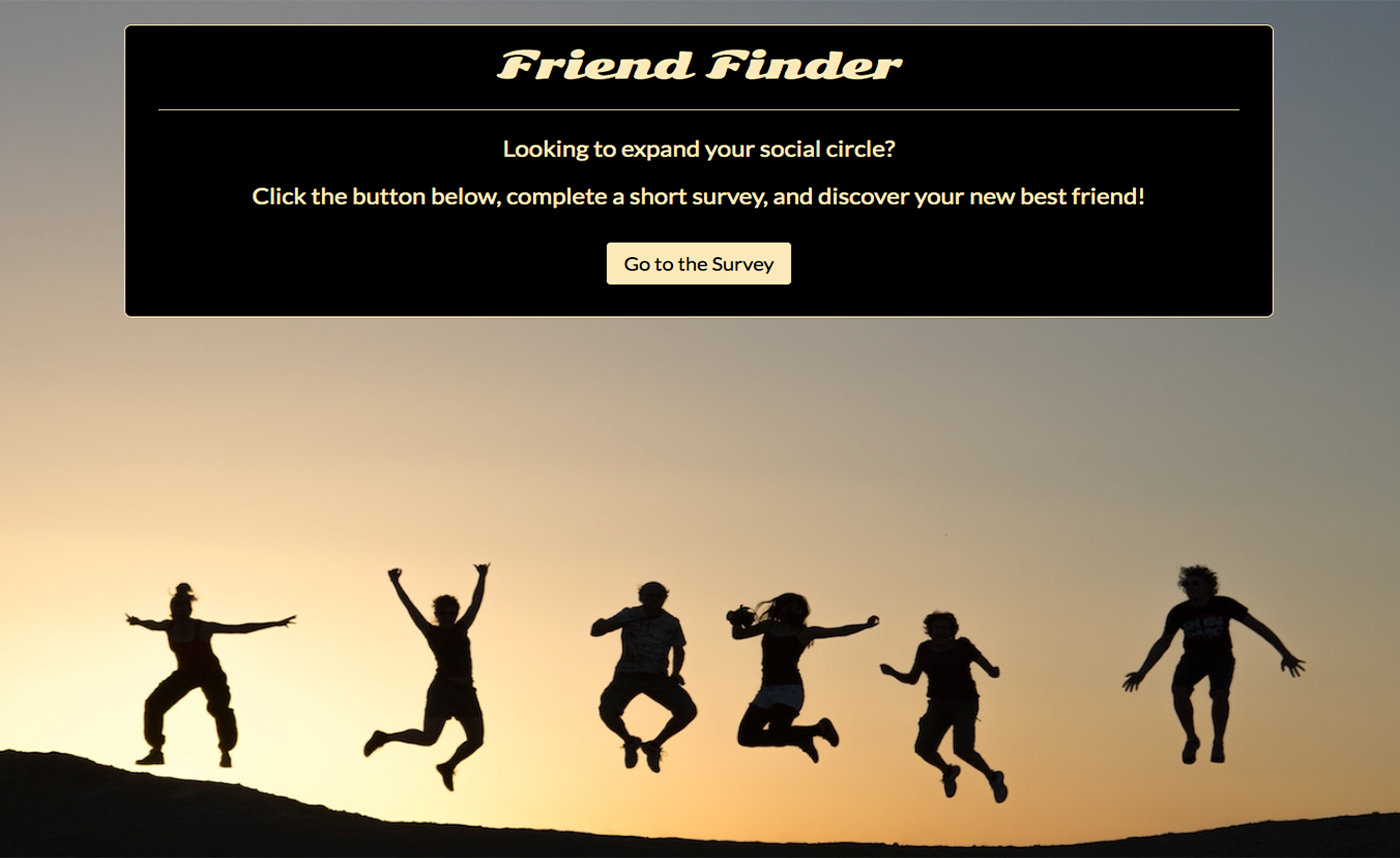 Friend Finder
Looking to expand your social circle?
Click the button below, complete a short survey, and discover your new best friend!
Go to the Survey